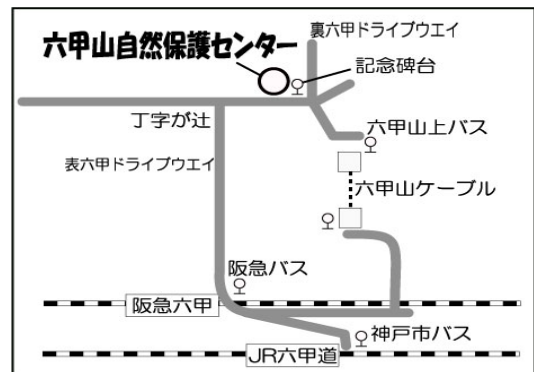 裏六甲ドライブウエイ
六甲山自然保護センター
記念碑台
丁字が辻
六甲山上バス
表六甲ドライブウエイ
六甲山ケーブル
阪急バス
阪急六甲
神戸市バス
JR六甲道